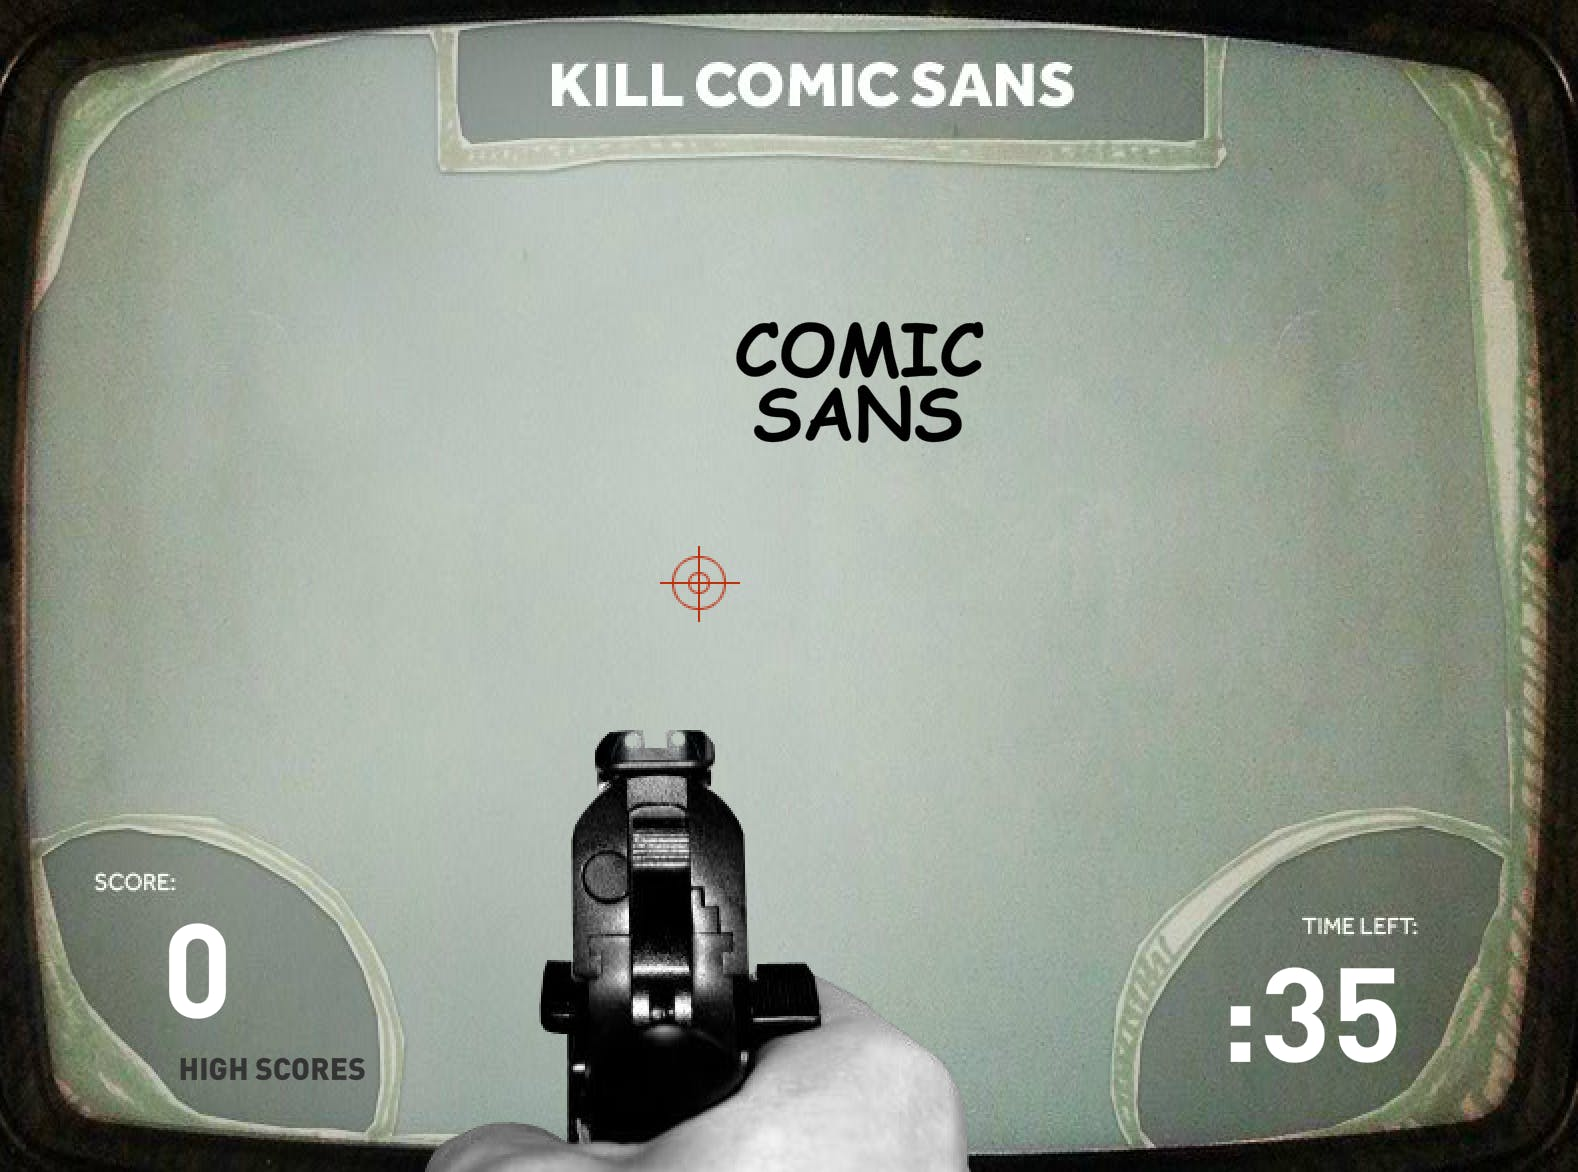 KILL COMIC SANS
COMIC
SANS
SCORE:
0
HIGH SCORES
TIME LEFT:
:35